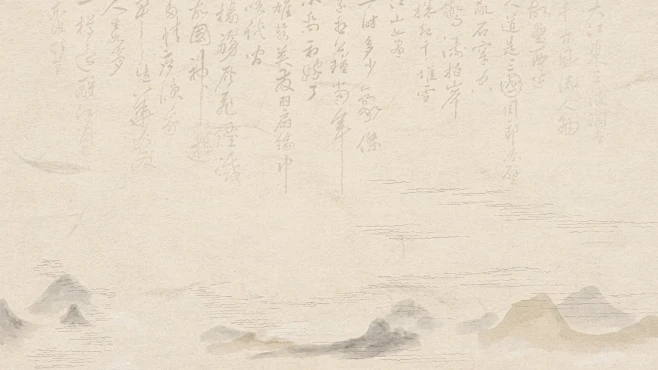 大江東去浪淘盡
千古風流人物
故壘西邊
人道是三國周郎赤壁
亂石穿空
驚濤拍岸
捲起千堆雪
江山如畫
一時多少豪傑
遙想公瑾當年
小喬初嫁了
雄姿英發羽扇綸巾
談笑間
檣櫓灰飛煙滅
故國神遊
多情應笑我
早生華髮
人生如夢
一樽還酹江月